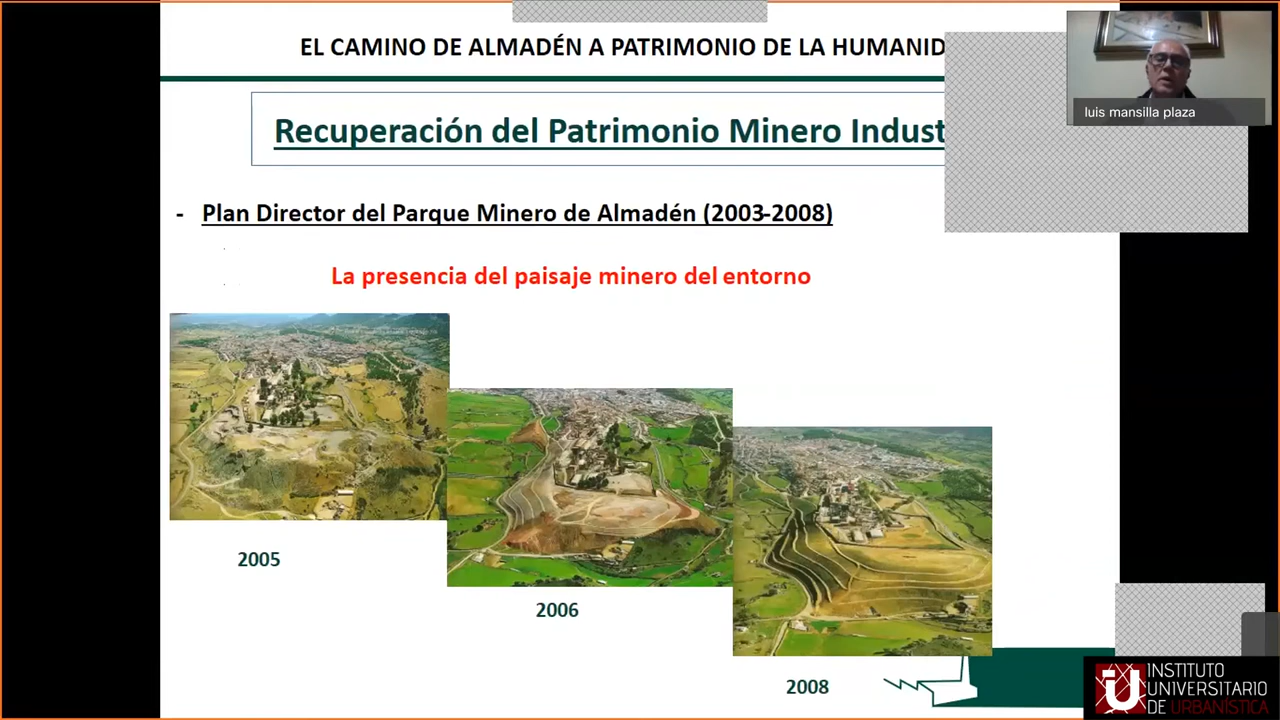 EL CAMINO DE ALMADÉN A PATRIMONIO DE LA HUMANID
luis mansilla plaza
Recuperación del Patrimonio Minero Indust
- Plan Director del Parque Minero de Almadén (2003-2008)
La presencia del paisaje minero del entorno
2005
2006
2008
INSTITUTO
UNIVERSITARIO
DE URBANÍSTICA